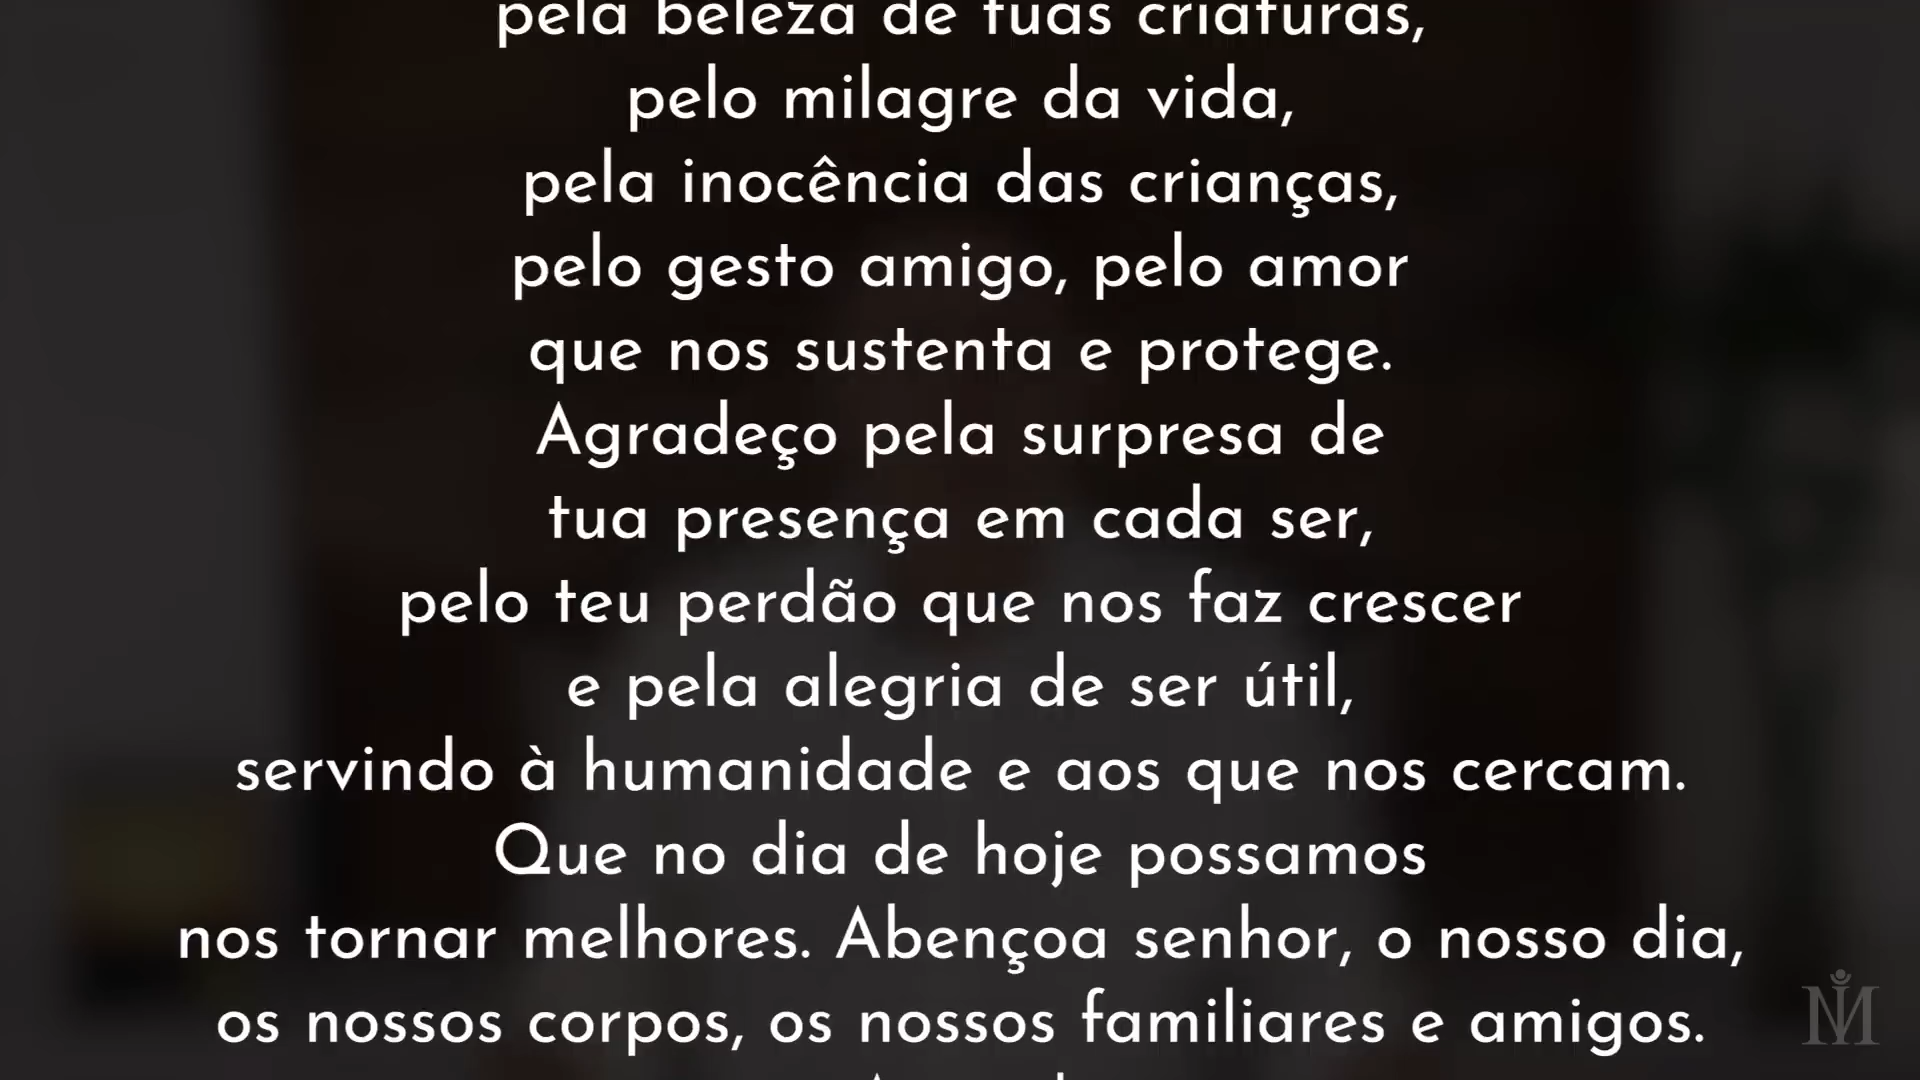 pela beleza de tuas criaturas,
pelo milagre da vida,
pela inocência das crianças,
pelo gesto amigo, pelo amor
que nos sustenta e protege.
Agradeço pela surpresa de
tua presença em cada ser,
pelo teu perdão que nos faz crescer
e pela alegria de ser útil,
servindo à humanidade e aos que nos cercam.
Que no dia de hoje possamos
nos tornar melhores. Abençoa senhor, o nosso dia,
os nossos corpos, os nossos familiares e amigos.